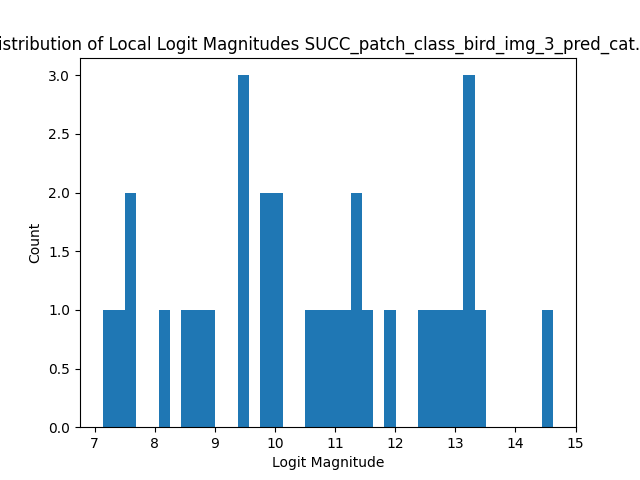 istribution of Local Logit Magnitudes SUCC_patch_class_bird_img_3_pred_cat.
3.0
2.5
2.0
1.5
1.0
0.5
0.0
Count
7 8 9 10 11 12 13 14 15
Logit Magnitude